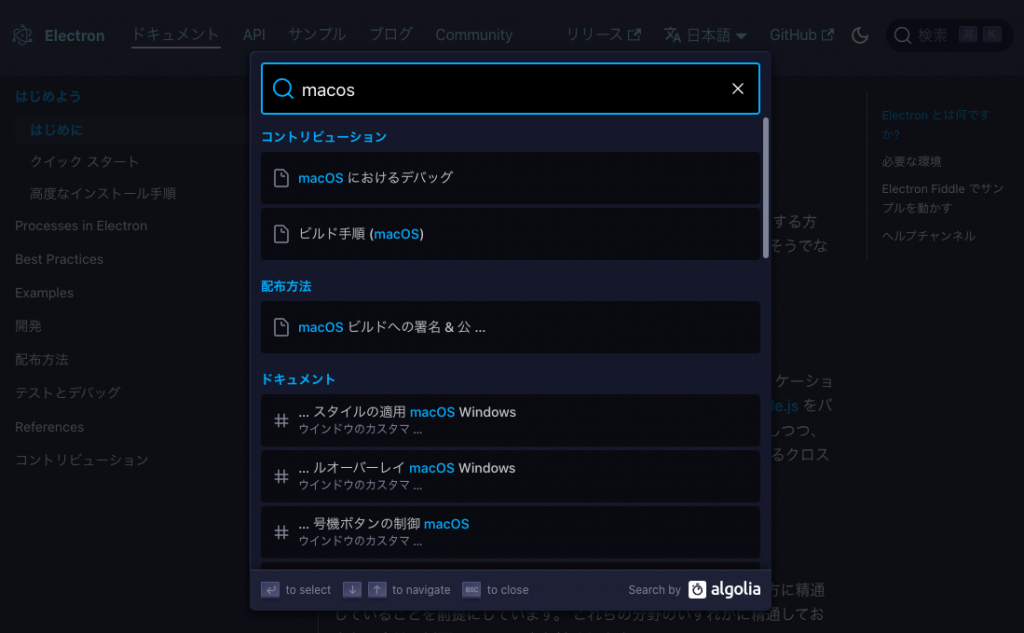 Electron
ドキュメント
API
サンプル
ブログ
Community
リリース
日本語
GitHub
検索
⌘ K
はじめよう
はじめに
クイック スタート
高度なインストール手順
Processes in Electron
Best Practices
Examples
開発
配布方法
テストとデバッグ
References
コントリビューション
macos
コントリビューション
macOS におけるデバッグ
ビルド手順 (macOS)
配布方法
macOS ビルドへの署名 & 公 ...
ドキュメント
... スタイルの適用 macOS Windows
ウインドウのカスタマ ...
... ルオーバーレイ macOS Windows
ウインドウのカスタマ ...
... 号機ボタンの制御 macOS
ウインドウのカスタマ ...
to select
to navigate
esc to close
Search by algolia
する方
そうでな
ケーショ
de.js をバ
しつつ、
るクロス
方に精通
していることを前提にしています。 これらの分野のいずれかに精通してお
Electron とは何です
か?
必要な環境
Electron Fiddle でサン
プルを動かす
ヘルプチャンネル